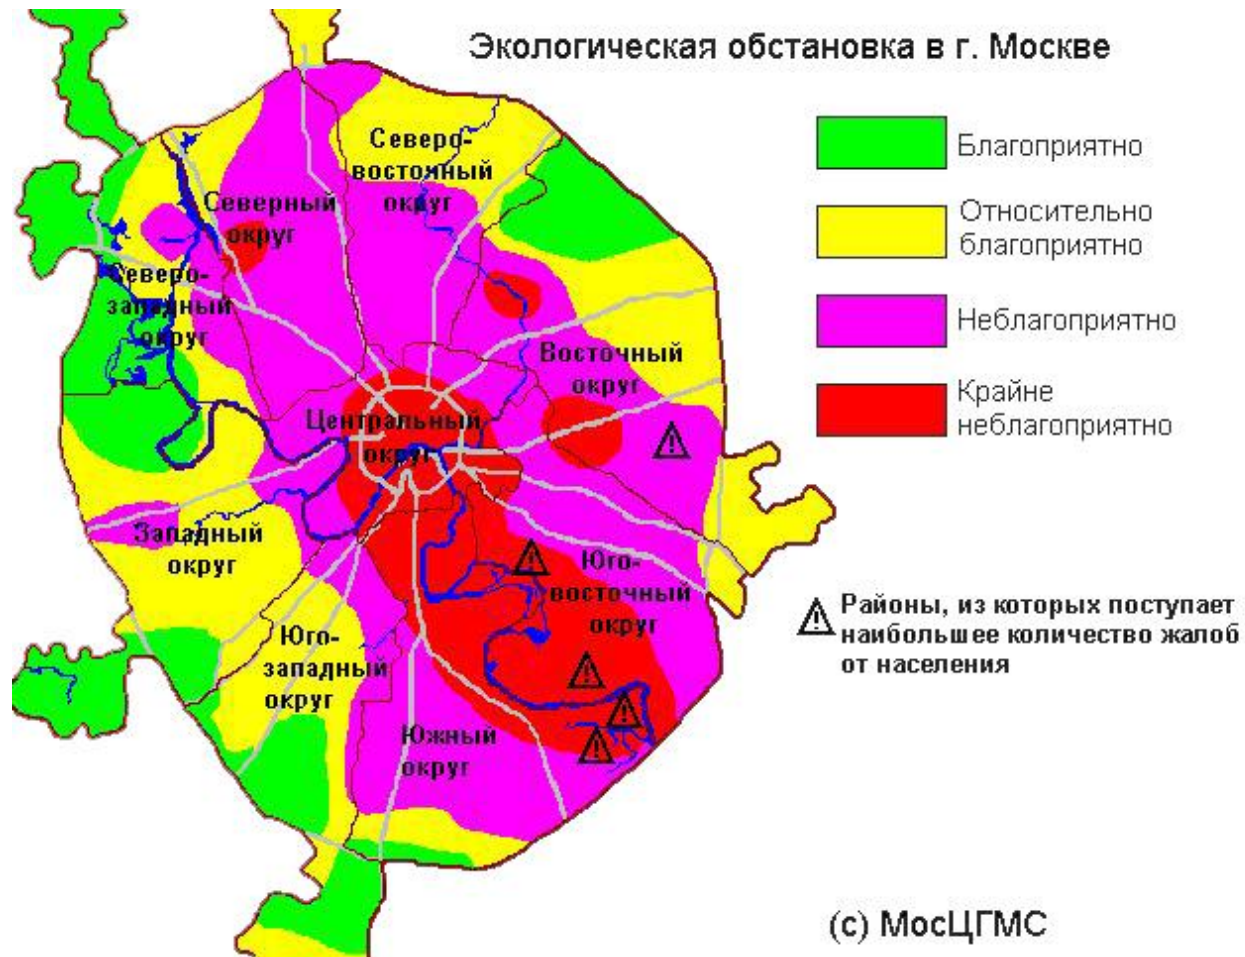 Экологическая обстановка в г. Москве
Благоприятно
Относительно
благоприятно
Неблагоприятно
Крайне
неблагоприятно
Районы, из которых поступает
наибольшее количество жалоб
от населения
Северо-
восточный
округ
Северный
округ
Северо-
западный
округ
Восточный
округ
Центральный
округ
Западный
округ
Юго-
восточный
округ
Юго-
западный
округ
Южный
округ
(с) МосЦГМС